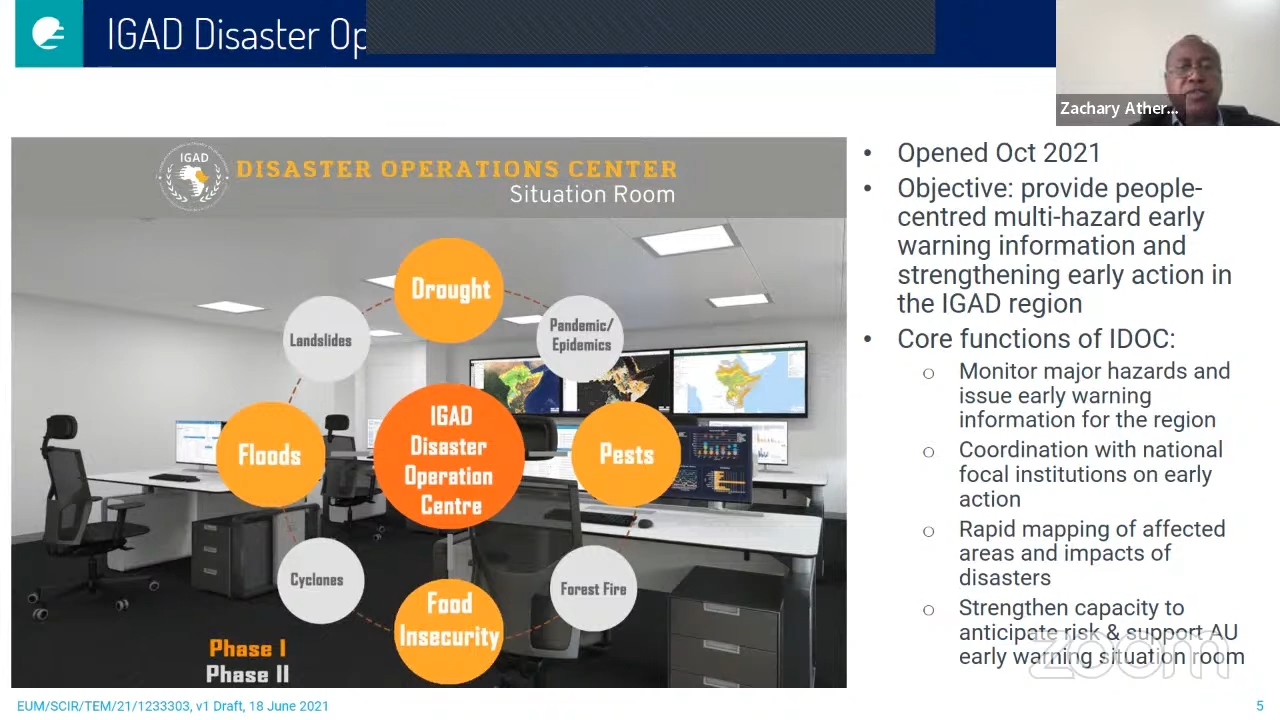 IGAD Disaster Op
Zachary Ather...
IGAD
DISASTER OPERATIONS CENTER
Situation Room
Drought
Landslides
Pandemic/
Epidemics
Floods
IGAD
Disaster
Operation
Centre
Pests
Cyclones
Food
Insecurity
Forest Fire
Phase I
Phase II
• Opened Oct 2021
• Objective: provide people-
centred multi-hazard early
warning information and
strengthening early action in
the IGAD region
• Core functions of IDOC:
o Monitor major hazards and
issue early warning
information for the region
o Coordination with national
focal institutions on early
action
o Rapid mapping of affected
areas and impacts of
disasters
o Strengthen capacity to
anticipate risk & support AU
early warning situation room
zoom
EUM/SCIR/TEM/21/1233303, v1 Draft, 18 June 2021
5